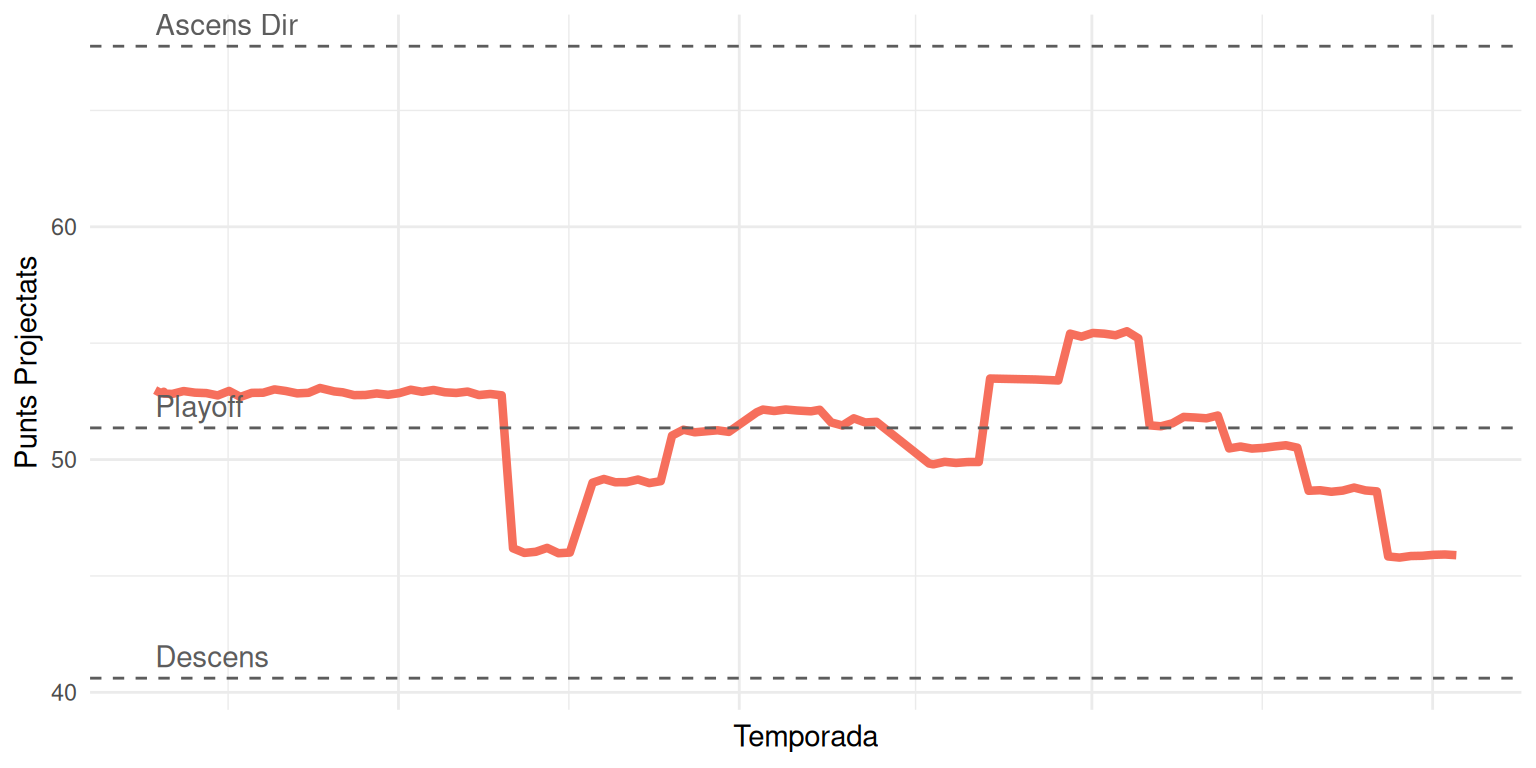 Ascens Dir
60
Punts Projectats
Playoff
50
Descens
40
Temporada